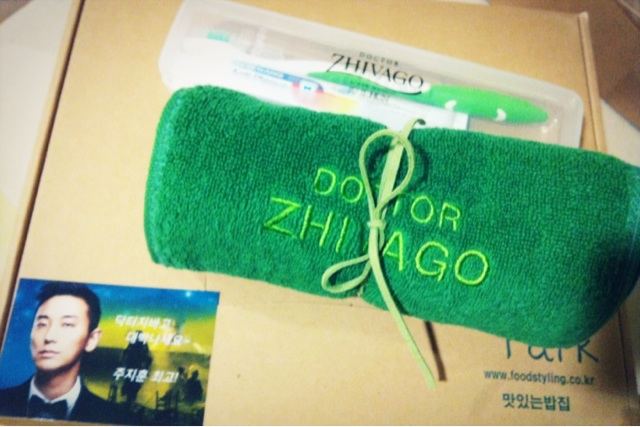 DOCTOR
ZHIVAGO
DOCTOR
ZHIVAGO
닥터지바고!
대박나세요~
주지훈 최고!
Park
www.foodstyling.co.kr
맛있는밥집